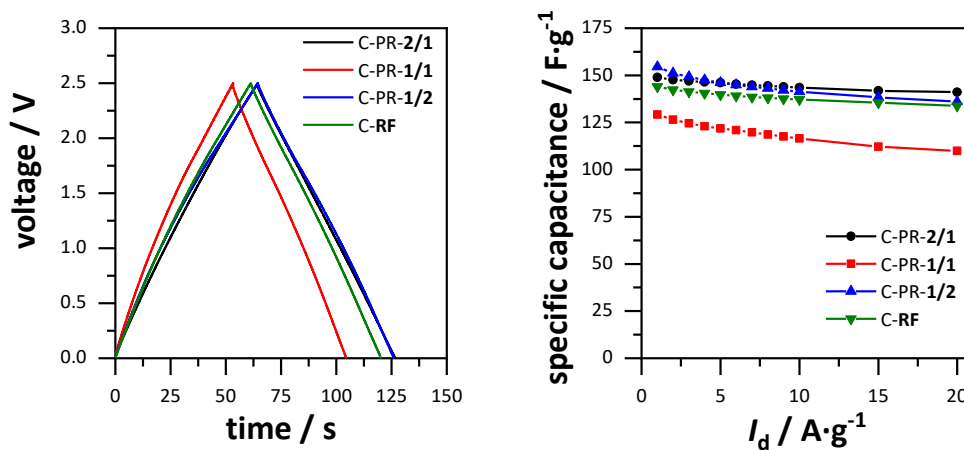 3.0
2.5
2.0
1.5
1.0
0.5
0.0
voltage / V
C-PR-2/1
C-PR-1/1
C-PR-1/2
C-RF
0 25 50 75 100 125 150
time / s
175
150
125
100
75
50
25
0
specific capacitance / F·g⁻¹
C-PR-2/1
C-PR-1/1
C-PR-1/2
C-RF
0 5 10 15 20
I_d / A·g⁻¹